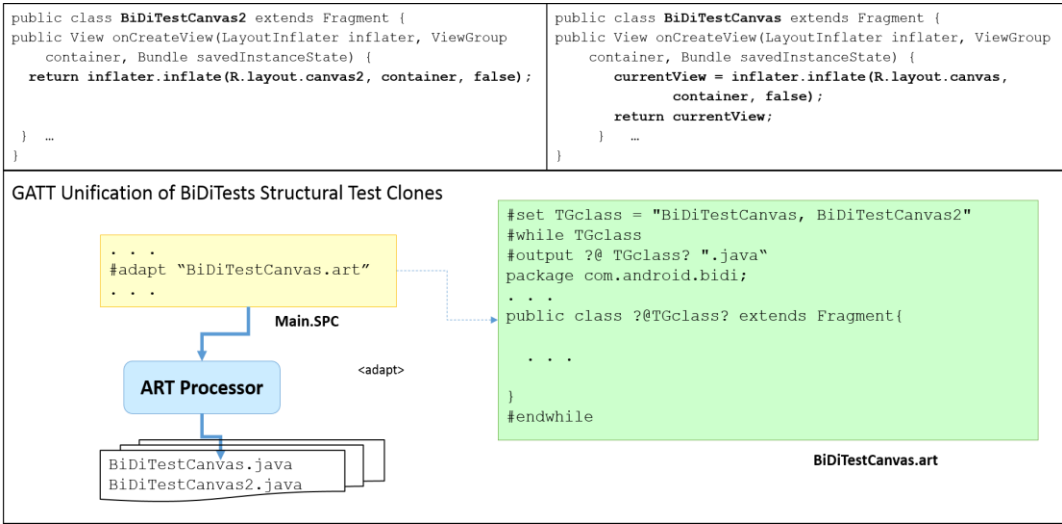 public class BiDiTestCanvas2 extends Fragment {
public View onCreateView(LayoutInflater inflater, ViewGroup
container, Bundle savedInstanceState) {
return inflater.inflate(R.layout.canvas2, container, false);
} …
}
public class BiDiTestCanvas extends Fragment {
public View onCreateView(LayoutInflater inflater, ViewGroup
container, Bundle savedInstanceState) {
currentView = inflater.inflate(R.layout.canvas,
container, false);
return currentView;
} …
}
GATT Unification of BiDiTests Structural Test Clones
. . .
#adapt “BiDiTestCanvas.art”
. . .
Main.SPC
ART Processor
<adapt>
BiDiTestCanvas.java
BiDiTestCanvas2.java
#set TGclass = "BiDiTestCanvas, BiDiTestCanvas2"
#while TGclass
#output ?@ TGclass? ".java“
package com.android.bidi;
. . .
public class ?@TGclass? extends Fragment{
. . .
}
#endwhile
BiDiTestCanvas.art